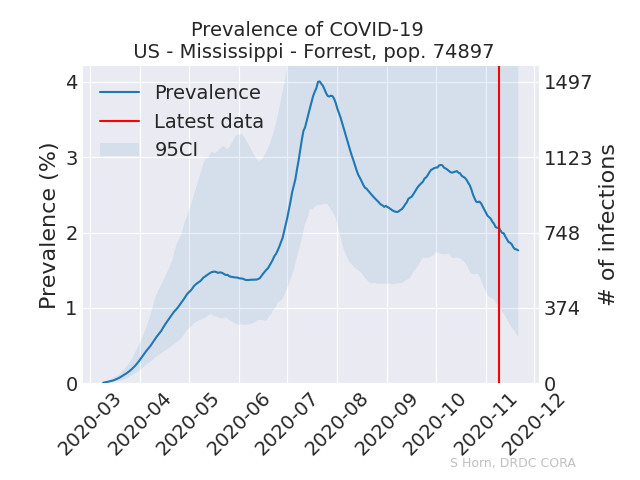 Prevalence of COVID-19
US - Mississippi - Forrest, pop. 74897
Prevalence
Latest data
95CI
Prevalence (%)
4
3
2
1
0
1497
1123
748
374
0
# of infections
2020-03
2020-04
2020-05
2020-06
2020-07
2020-08
2020-09
2020-10
2020-11
2020-12
S Horn, DRDC CORA